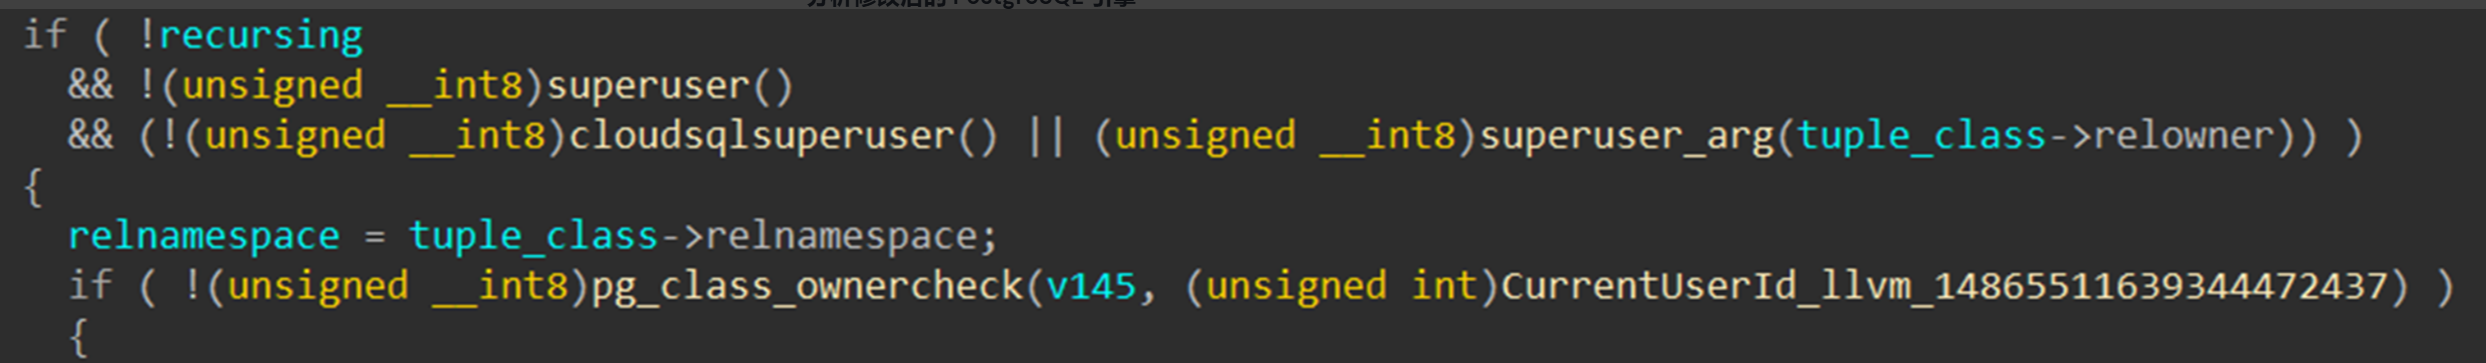 if ( !recursing
&& !(unsigned __int8)superuser()
&& (!(unsigned __int8)cloudsqlsuperuser() || (unsigned __int8)superuser_arg(tuple_class->relowner)) )
{
relnamespace = tuple_class->relnamespace;
if ( !(unsigned __int8)pg_class_ownercheck(v145, (unsigned int)CurrentUserId_llvm_14865511639344472437) )
{